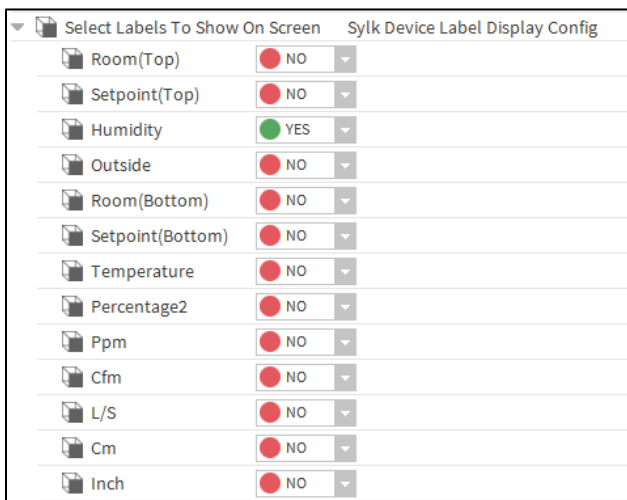 Select Labels To Show On Screen Sylk Device Label Display Config
Room(Top) NO
Setpoint(Top) NO
Humidity YES
Outside NO
Room(Bottom) NO
Setpoint(Bottom) NO
Temperature NO
Percentage2 NO
Ppm NO
Cfm NO
L/S NO
Cm NO
Inch NO